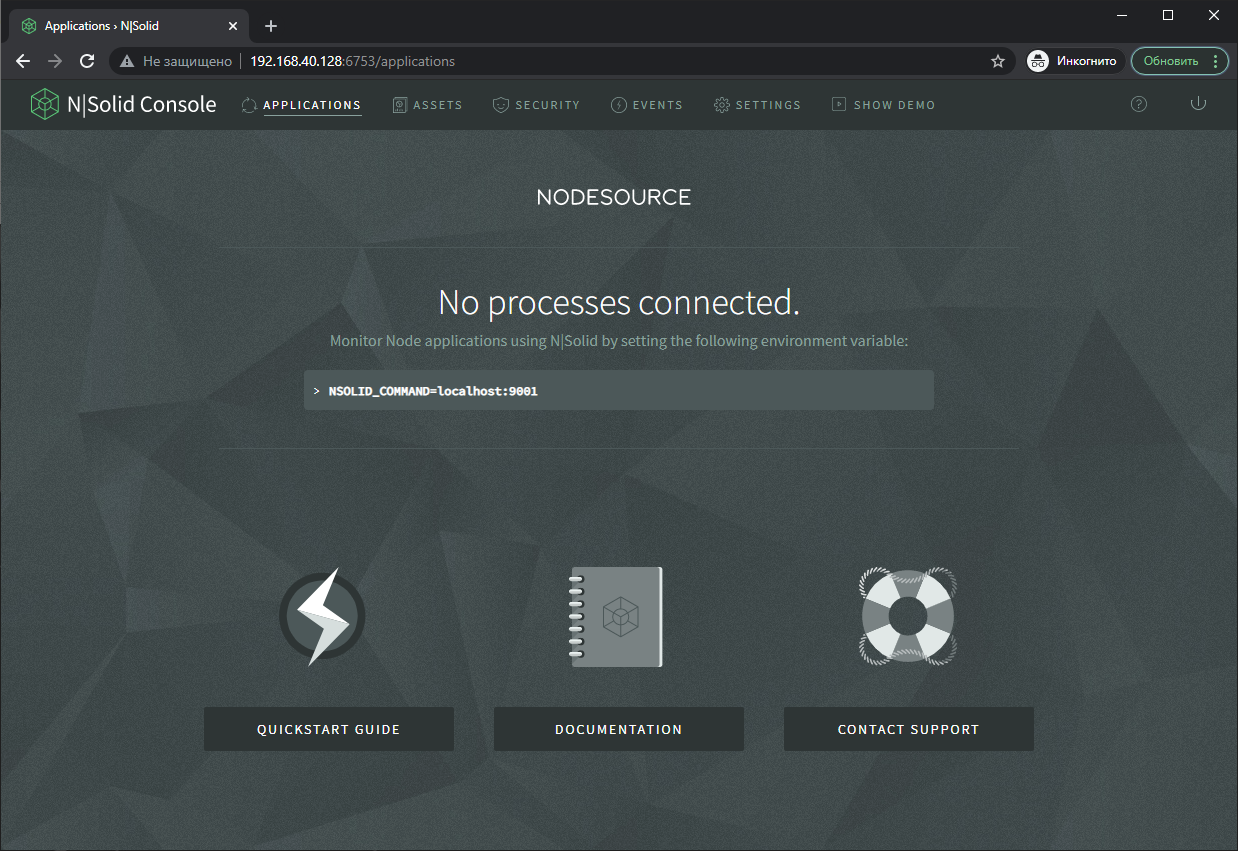 Applications › N|Solid
Не защищено 192.168.40.128:6753/applications Инкогнито Обновить
N|Solid Console APPLICATIONS ASSETS SECURITY EVENTS SETTINGS SHOW DEMO ?
NODESOURCE
No processes connected.
Monitor Node applications using N|Solid by setting the following environment variable:
> NSOLID_COMMAND=localhost:9001
QUICKSTART GUIDE DOCUMENTATION CONTACT SUPPORT